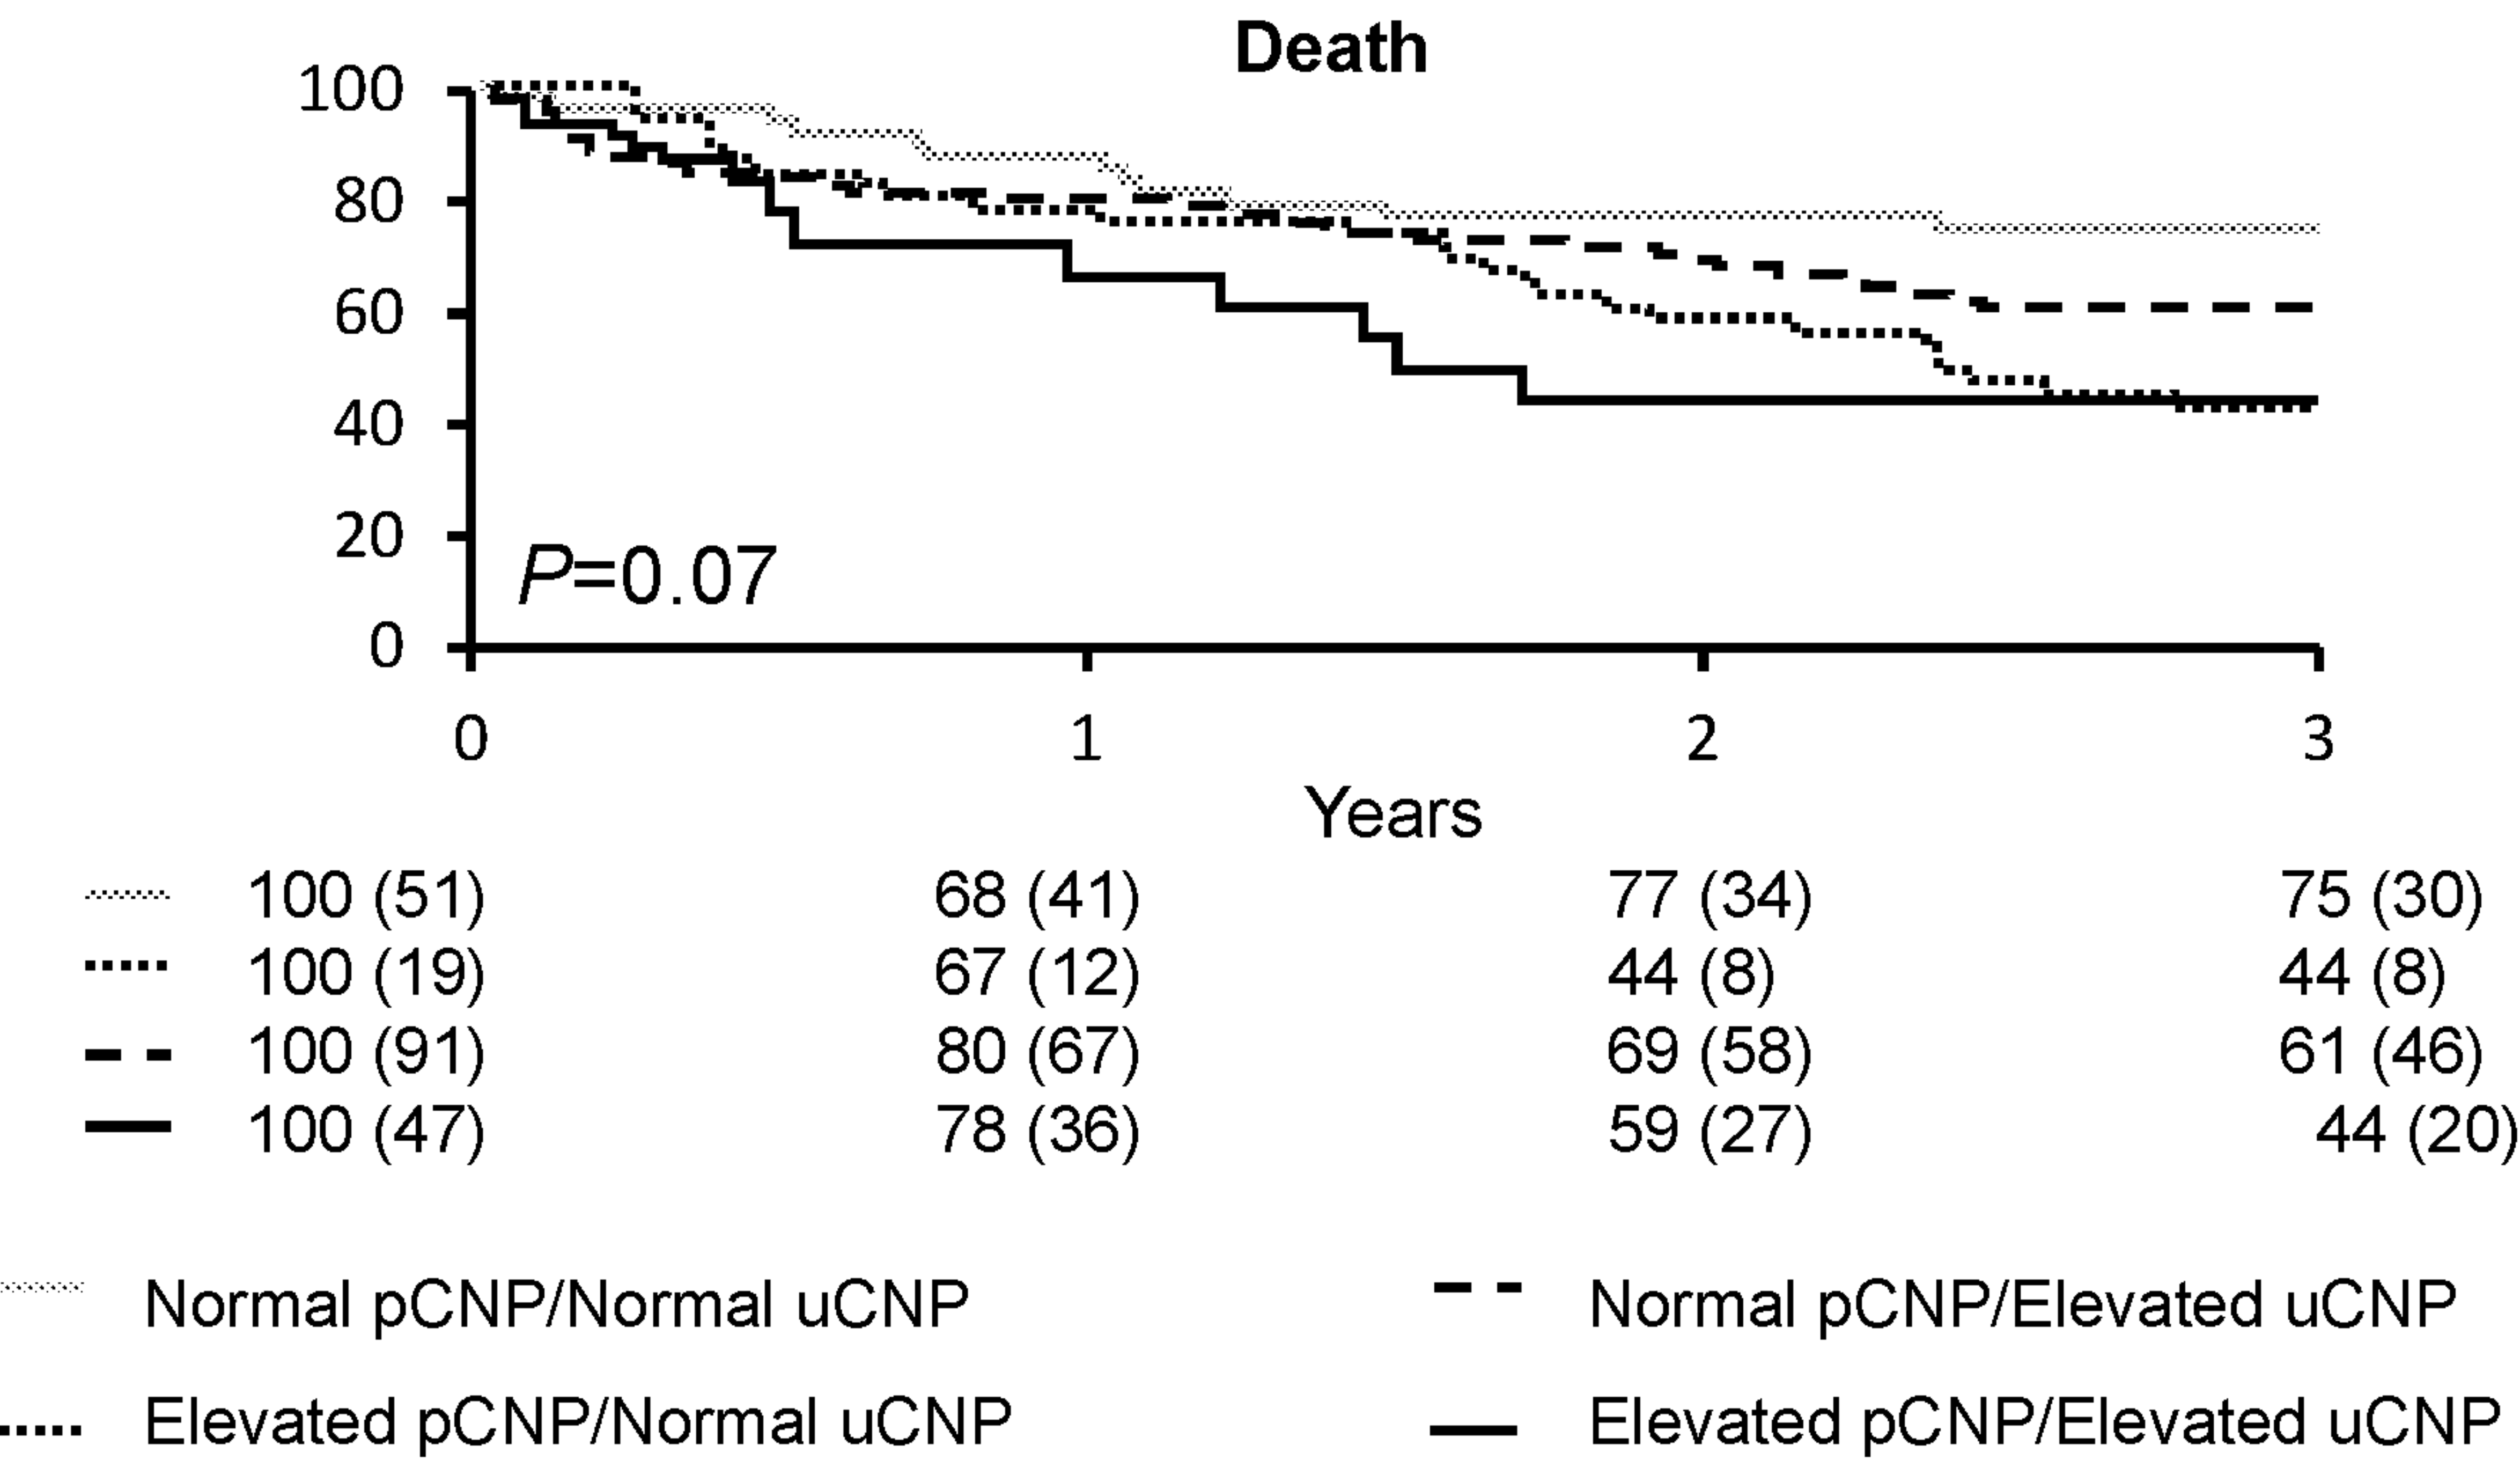 Death
100
80
60
40
20
0
P=0.07
0 1 2 3
Years
100 (51) 68 (41) 77 (34) 75 (30)
100 (19) 67 (12) 44 (8) 44 (8)
100 (91) 80 (67) 69 (58) 61 (46)
100 (47) 78 (36) 59 (27) 44 (20)
Normal pCNP/Normal uCNP Normal pCNP/Elevated uCNP
Elevated pCNP/Normal uCNP Elevated pCNP/Elevated uCNP